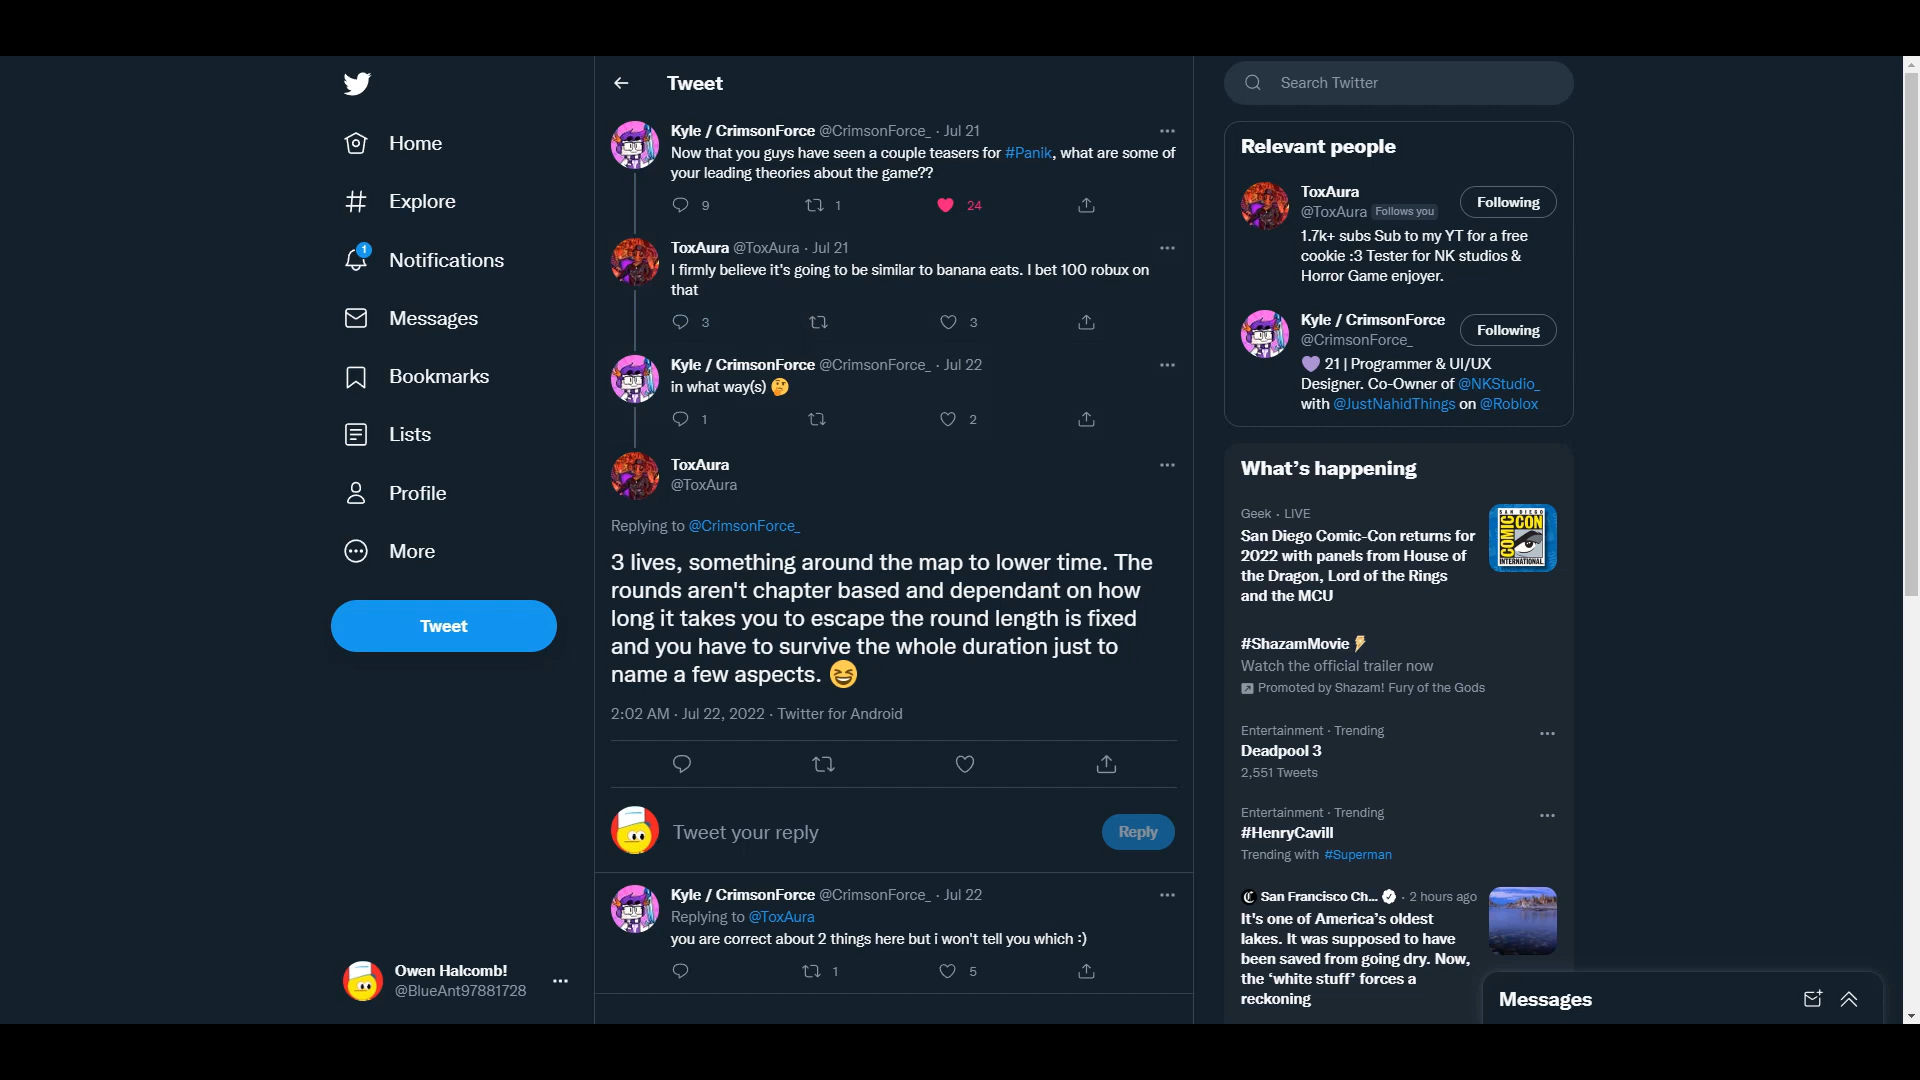 Home
Explore
1
Notifications
Messages
Bookmarks
Lists
Profile
More
Tweet
Owen Halcomb!
@BlueAnt97881728
Tweet
Kyle / CrimsonForce @CrimsonForce_ · Jul 21
Now that you guys have seen a couple teasers for #Panik, what are some of
your leading theories about the game??
9 1 24
ToxAura @ToxAura · Jul 21
I firmly believe it's going to be similar to banana eats. I bet 100 robux on
that
3 3
Kyle / CrimsonForce @CrimsonForce_ · Jul 22
in what way(s) 🤔
1 2
ToxAura
@ToxAura
Replying to @CrimsonForce_
3 lives, something around the map to lower time. The
rounds aren't chapter based and dependant on how
long it takes you to escape the round length is fixed
and you have to survive the whole duration just to
name a few aspects. 😆
2:02 AM · Jul 22, 2022 · Twitter for Android
Tweet your reply
Reply
Kyle / CrimsonForce @CrimsonForce_ · Jul 22
Replying to @ToxAura
you are correct about 2 things here but i won't tell you which :)
1 5
Search Twitter
Relevant people
ToxAura
@ToxAura Follows you
Following
1.7k+ subs Sub to my YT for a free
cookie :3 Tester for NK studios &
Horror Game enjoyer.
Kyle / CrimsonForce
@CrimsonForce_
Following
💜 21 | Programmer & UI/UX
Designer. Co-Owner of @NKStudio_
with @JustNahidThings on @Roblox
What's happening
Geek · LIVE
San Diego Comic-Con returns for
2022 with panels from House of
the Dragon, Lord of the Rings
and the MCU
SAN DIEGO
COMIC CON
INTERNATIONAL
#ShazamMovie ⚡
Watch the official trailer now
Promoted by Shazam! Fury of the Gods
Entertainment · Trending
Deadpool 3
2,551 Tweets
Entertainment · Trending
#HenryCavill
Trending with #Superman
San Francisco Ch... · 2 hours ago
It's one of America's oldest
lakes. It was supposed to have
been saved from going dry. Now,
the 'white stuff' forces a
reckoning
Messages